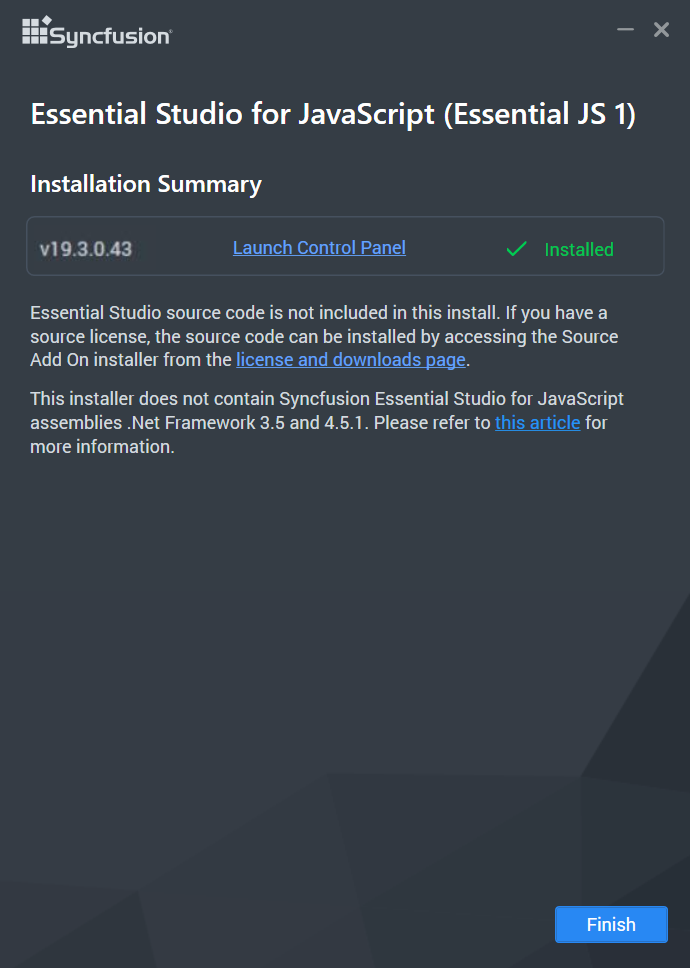 Syncfusion
Essential Studio for JavaScript (Essential JS 1)
Installation Summary
v19.3.0.43 Launch Control Panel Installed
Essential Studio source code is not included in this install. If you have a
source license, the source code can be installed by accessing the Source
Add On installer from the license and downloads page.
This installer does not contain Syncfusion Essential Studio for JavaScript
assemblies .Net Framework 3.5 and 4.5.1. Please refer to this article for
more information.
Finish